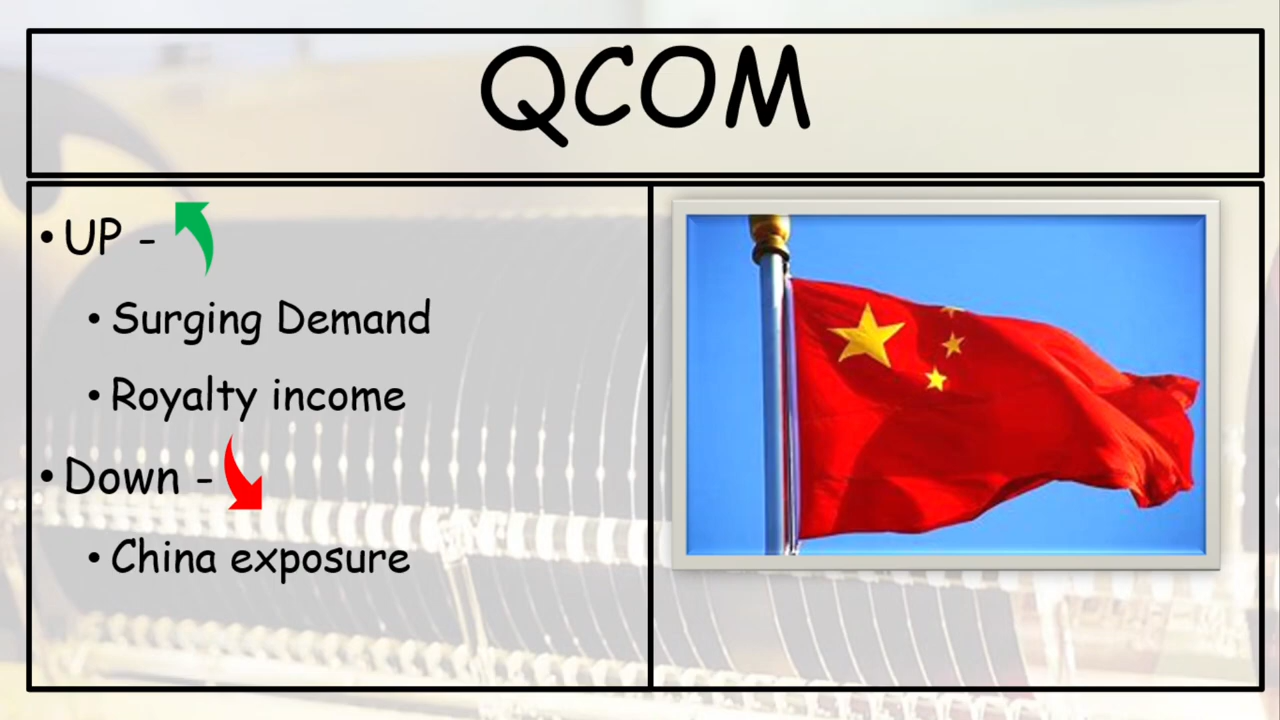 QCOM
• UP -
• Surging Demand
• Royalty income
• Down -
• China exposure